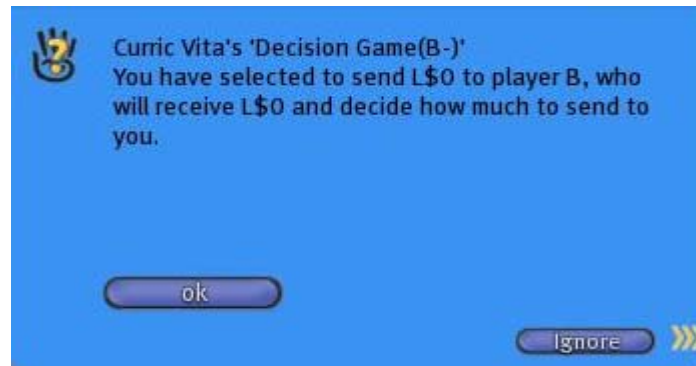 Curric Vita's 'Decision Game(B-)'
You have selected to send L$0 to player B, who
will receive L$0 and decide how much to send to
you.
ok
Ignore